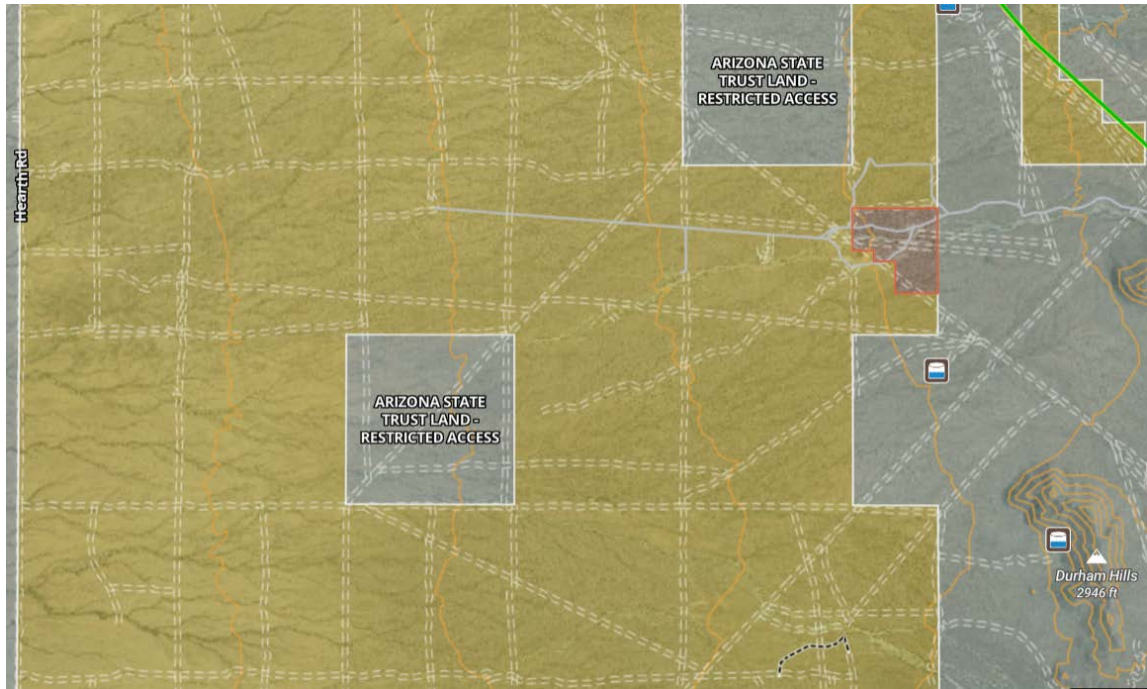 ARIZONA STATE
TRUST LAND -
RESTRICTED ACCESS
Hearth Rd
ARIZONA STATE
TRUST LAND -
RESTRICTED ACCESS
Durham Hills
2946 ft